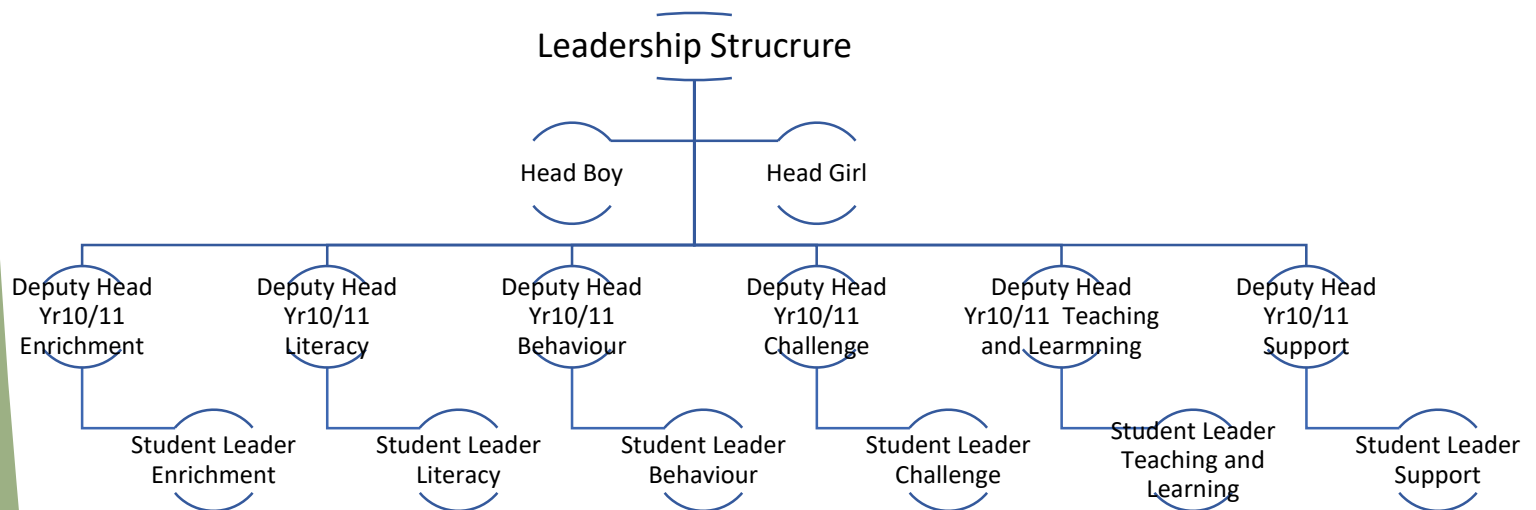 Leadership Strucrure
Head Boy
Head Girl
Deputy Head
Yr10/11
Enrichment
Deputy Head
Yr10/11
Literacy
Deputy Head
Yr10/11
Behaviour
Deputy Head
Yr10/11
Challenge
Deputy Head
Yr10/11 Teaching
and Learmning
Deputy Head
Yr10/11
Support
Student Leader
Enrichment
Student Leader
Literacy
Student Leader
Behaviour
Student Leader
Challenge
Student Leader
Teaching and
Learning
Student Leader
Support